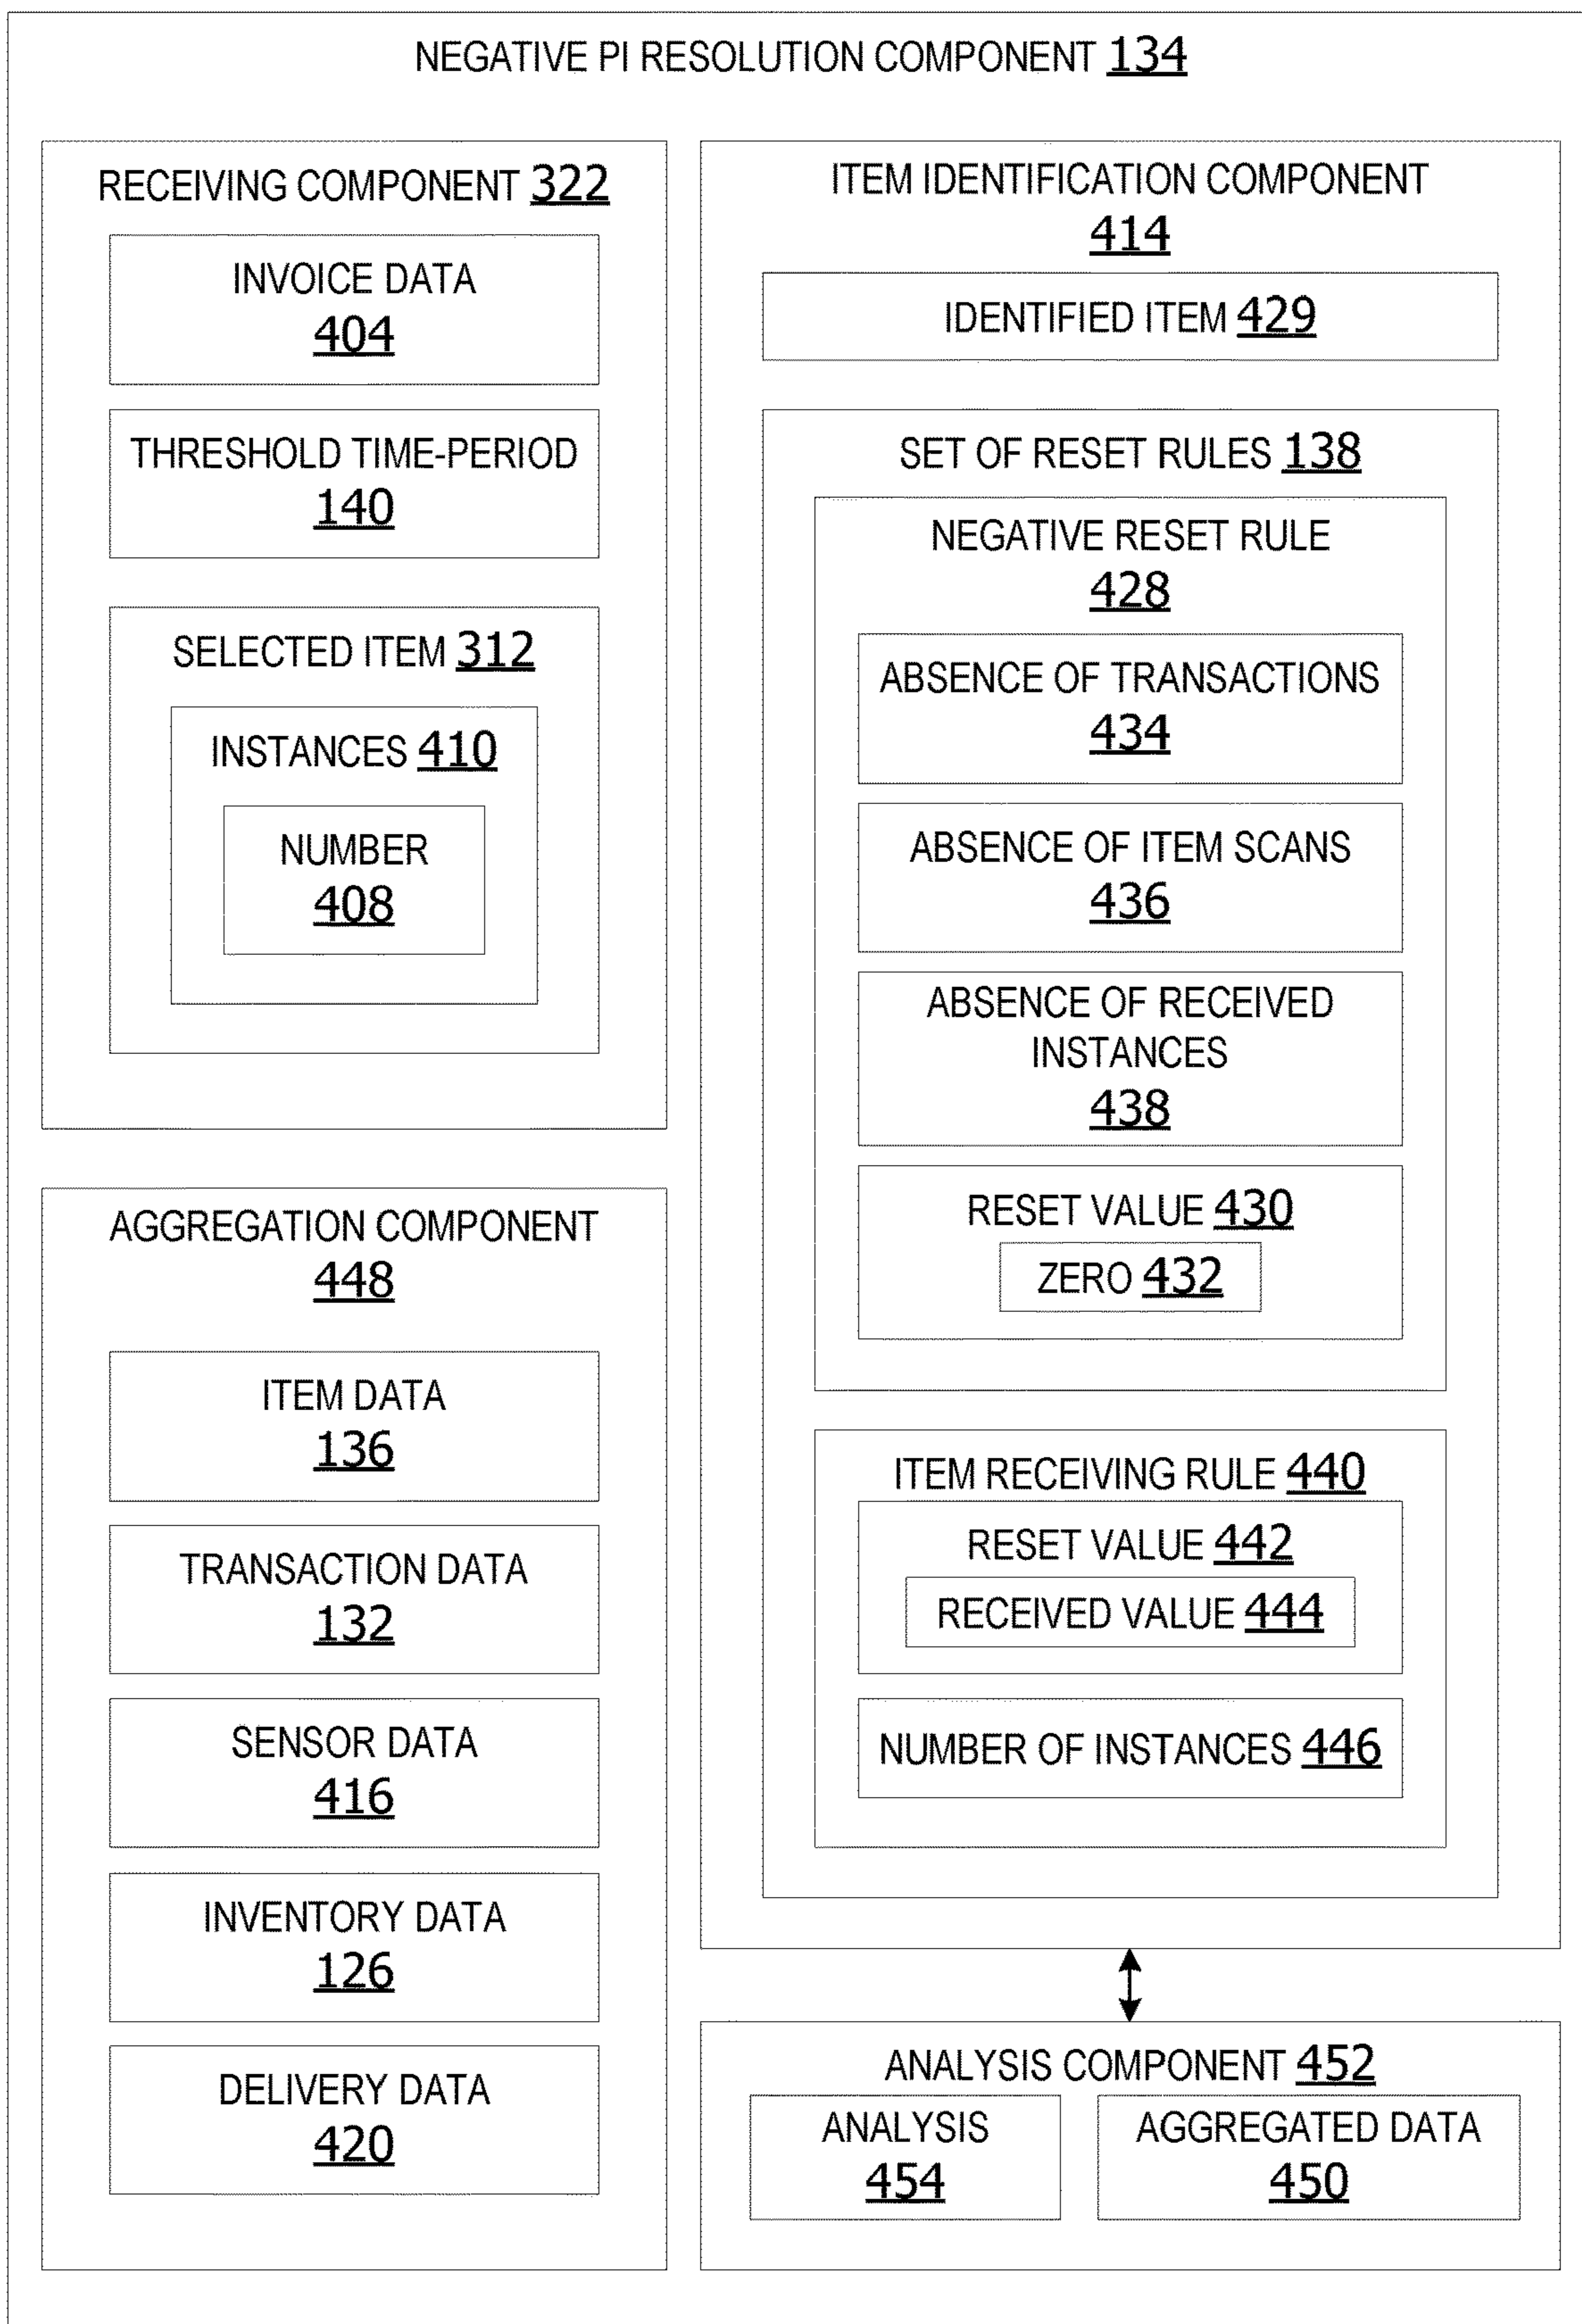 NEGATIVE PI RESOLUTION COMPONENT 134
RECEIVING COMPONENT 322
INVOICE DATA
404
THRESHOLD TIME-PERIOD
140
SELECTED ITEM 312
INSTANCES 410
NUMBER
408
AGGREGATION COMPONENT
448
ITEM DATA
136
TRANSACTION DATA
132
SENSOR DATA
416
INVENTORY DATA
126
DELIVERY DATA
420
ITEM IDENTIFICATION COMPONENT
414
IDENTIFIED ITEM 429
SET OF RESET RULES 138
NEGATIVE RESET RULE
428
ABSENCE OF TRANSACTIONS
434
ABSENCE OF ITEM SCANS
436
ABSENCE OF RECEIVED
INSTANCES
438
RESET VALUE 430
ZERO 432
ITEM RECEIVING RULE 440
RESET VALUE 442
RECEIVED VALUE 444
NUMBER OF INSTANCES 446
ANALYSIS COMPONENT 452
ANALYSIS
454
AGGREGATED DATA
450